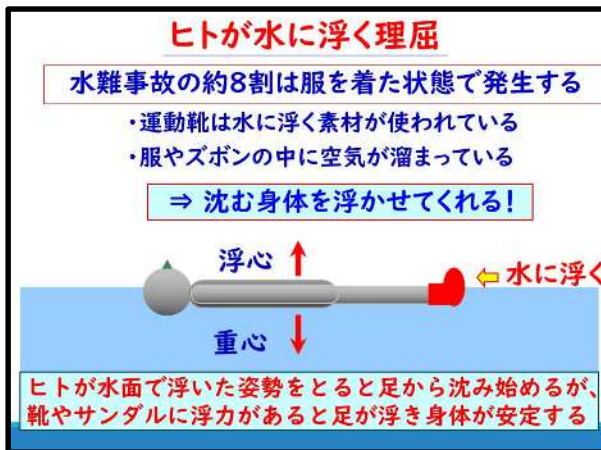 ヒトが水に浮く理屈
水難事故の約8割は服を着た状態で発生する
・運動靴は水に浮く素材が使われている
・服やズボンの中に空気が溜まっている
⇒ 沈む身体を浮かせてくれる!
浮心
水に浮く
重心
ヒトが水面で浮いた姿勢をとると足から沈み始めるが、
靴やサンダルに浮力があると足が浮き身体が安定する